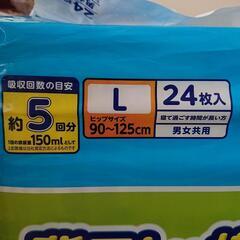 吸収回数の目安
約5回分
1回の排尿量150mlとして
L
ヒップサイズ
90〜125cm
24枚入
寝て過ごす時間が長い方
男女共用